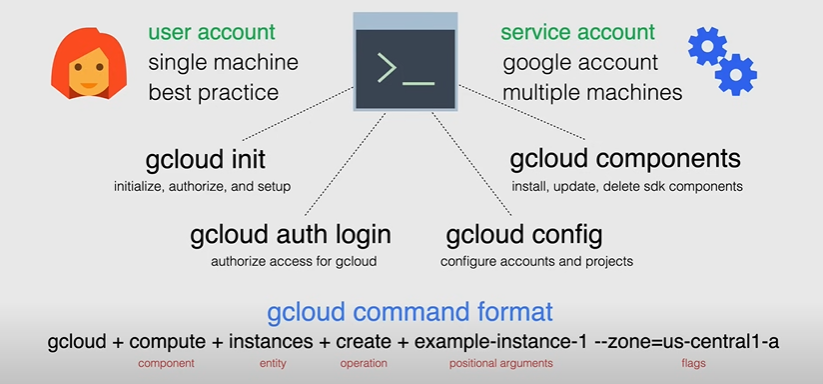 user account
single machine
best practice
>_
service account
google account
multiple machines
gcloud init
initialize, authorize, and setup
gcloud components
install, update, delete sdk components
gcloud auth login
authorize access for gcloud
gcloud config
configure accounts and projects
gcloud command format
gcloud + compute + instances + create + example-instance-1 --zone=us-central1-a
component entity operation positional arguments flags